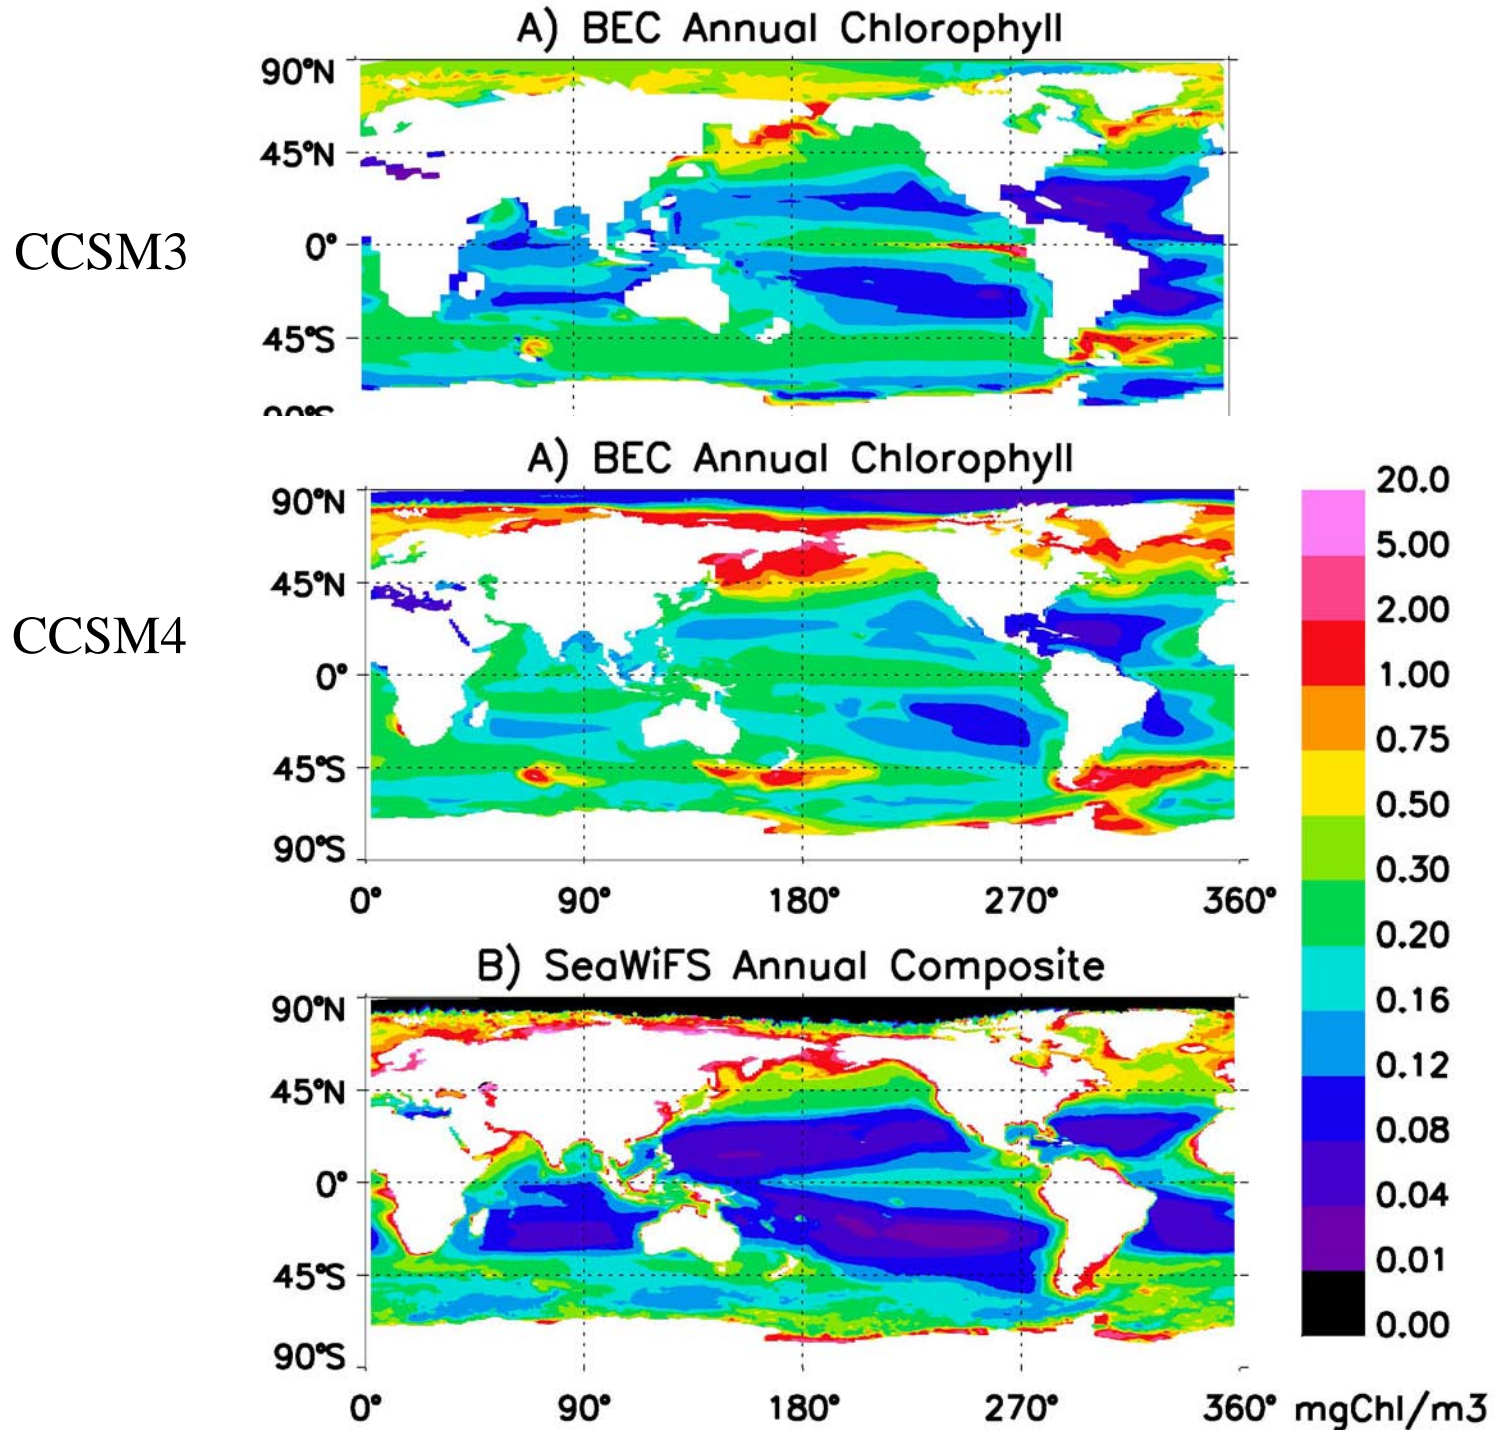 A) BEC Annual Chlorophyll
90°N
45°N
CCSM3
0°
45°S
90°S
A) BEC Annual Chlorophyll
90°N
45°N
CCSM4
0°
45°S
90°S
0° 90° 180° 270° 360°
20.0
5.00
2.00
1.00
0.75
0.50
0.30
0.20
0.16
0.12
0.08
0.04
0.01
0.00
B) SeaWiFS Annual Composite
90°N
45°N
0°
45°S
90°S
0° 90° 180° 270° 360° mgChl/m3